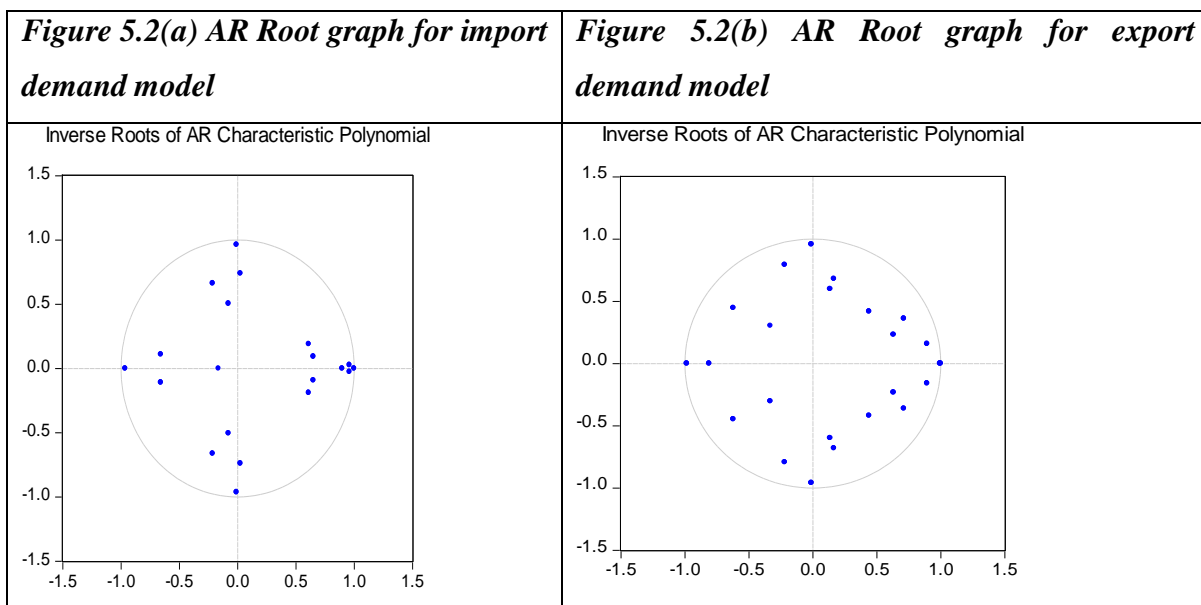 Figure 5.2(a) AR Root graph for import
demand model
Figure 5.2(b) AR Root graph for export
demand model
Inverse Roots of AR Characteristic Polynomial
1.5
1.0
0.5
0.0
-0.5
-1.0
-1.5
-1.5 -1.0 -0.5 0.0 0.5 1.0 1.5
Inverse Roots of AR Characteristic Polynomial
1.5
1.0
0.5
0.0
-0.5
-1.0
-1.5
-1.5 -1.0 -0.5 0.0 0.5 1.0 1.5